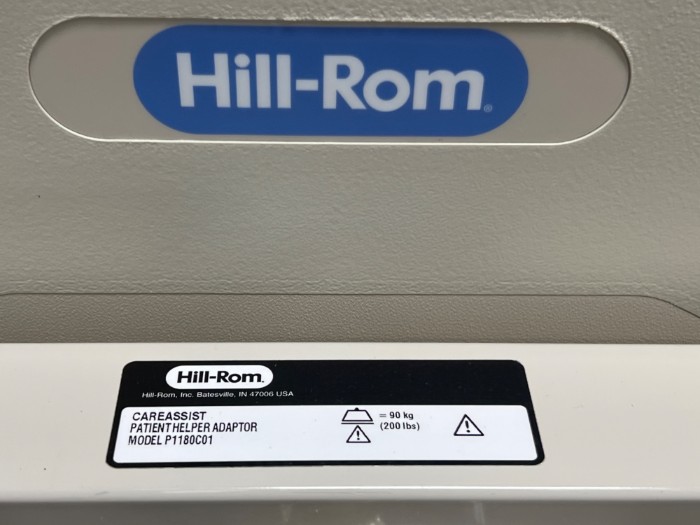 Hill-Rom®
Hill-Rom.
Hill-Rom, Inc. Batesville, IN 47006 USA
CAREASSIST
PATIENT HELPER ADAPTOR
MODEL P1180C01
= 90 kg
(200 lbs)